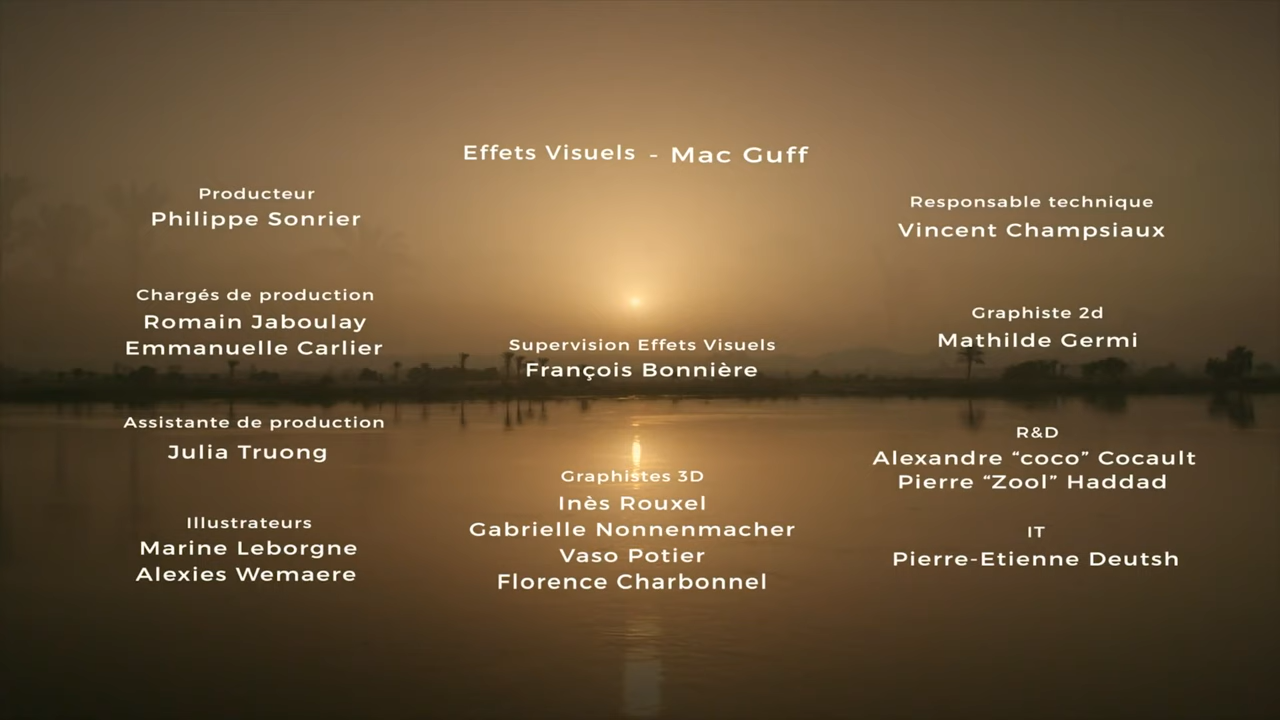 Effets Visuels - Mac Guff
Producteur
Philippe Sonrier
Chargés de production
Romain Jaboulay
Emmanuelle Carlier
Assistante de production
Julia Truong
Illustrateurs
Marine Leborgne
Alexies Wemaere
Supervision Effets Visuels
François Bonnière
Graphistes 3D
Inès Rouxel
Gabrielle Nonnenmacher
Vaso Potier
Florence Charbonnel
Responsable technique
Vincent Champsiaux
Graphiste 2d
Mathilde Germi
R&D
Alexandre “coco” Cocault
Pierre “Zool” Haddad
IT
Pierre-Etienne Deutsh